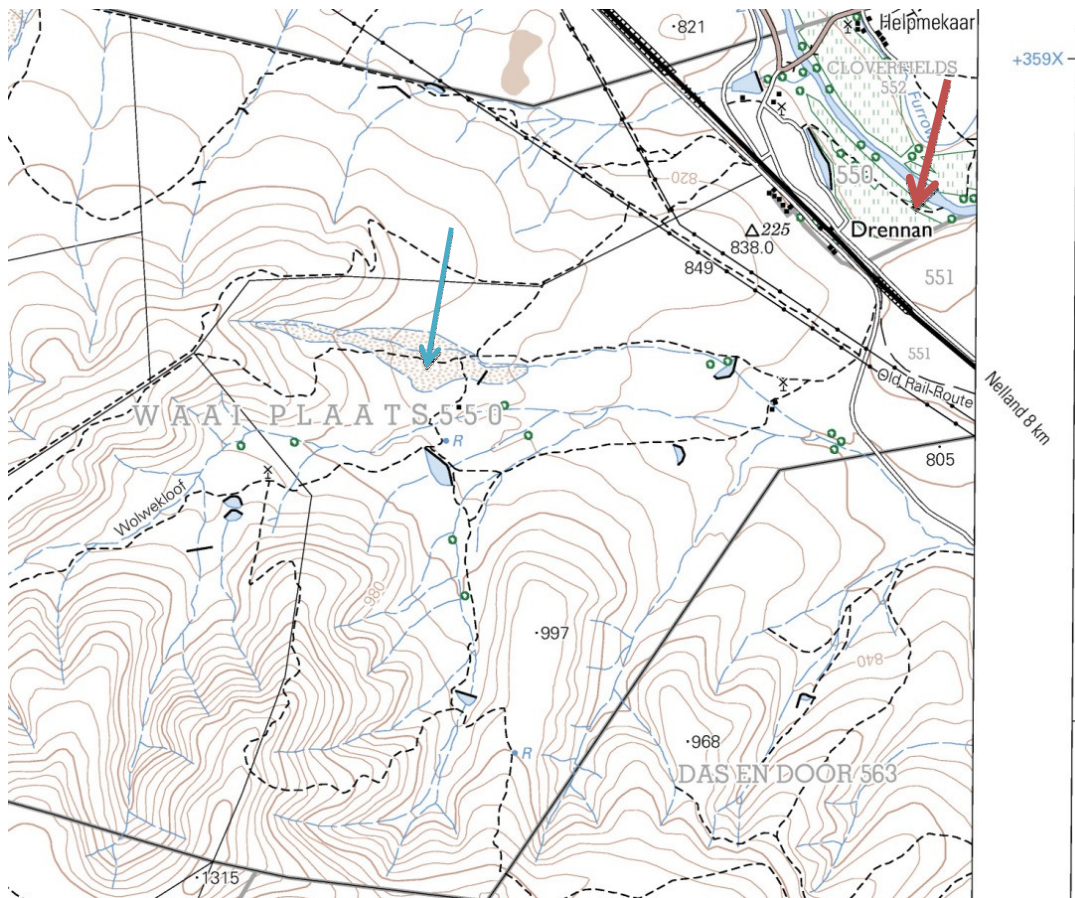 821
Helpmekaar
+359X
CLOVERFIELDS
552
Furrow
820
550
225
838.0
Drennan
849
551
551
Old Rail-Route
Nelland 8 km
WAAI PLAATS 550
R
805
Wolwekloof
980
997
840
R
968
DAS EN DOOR 563
1315